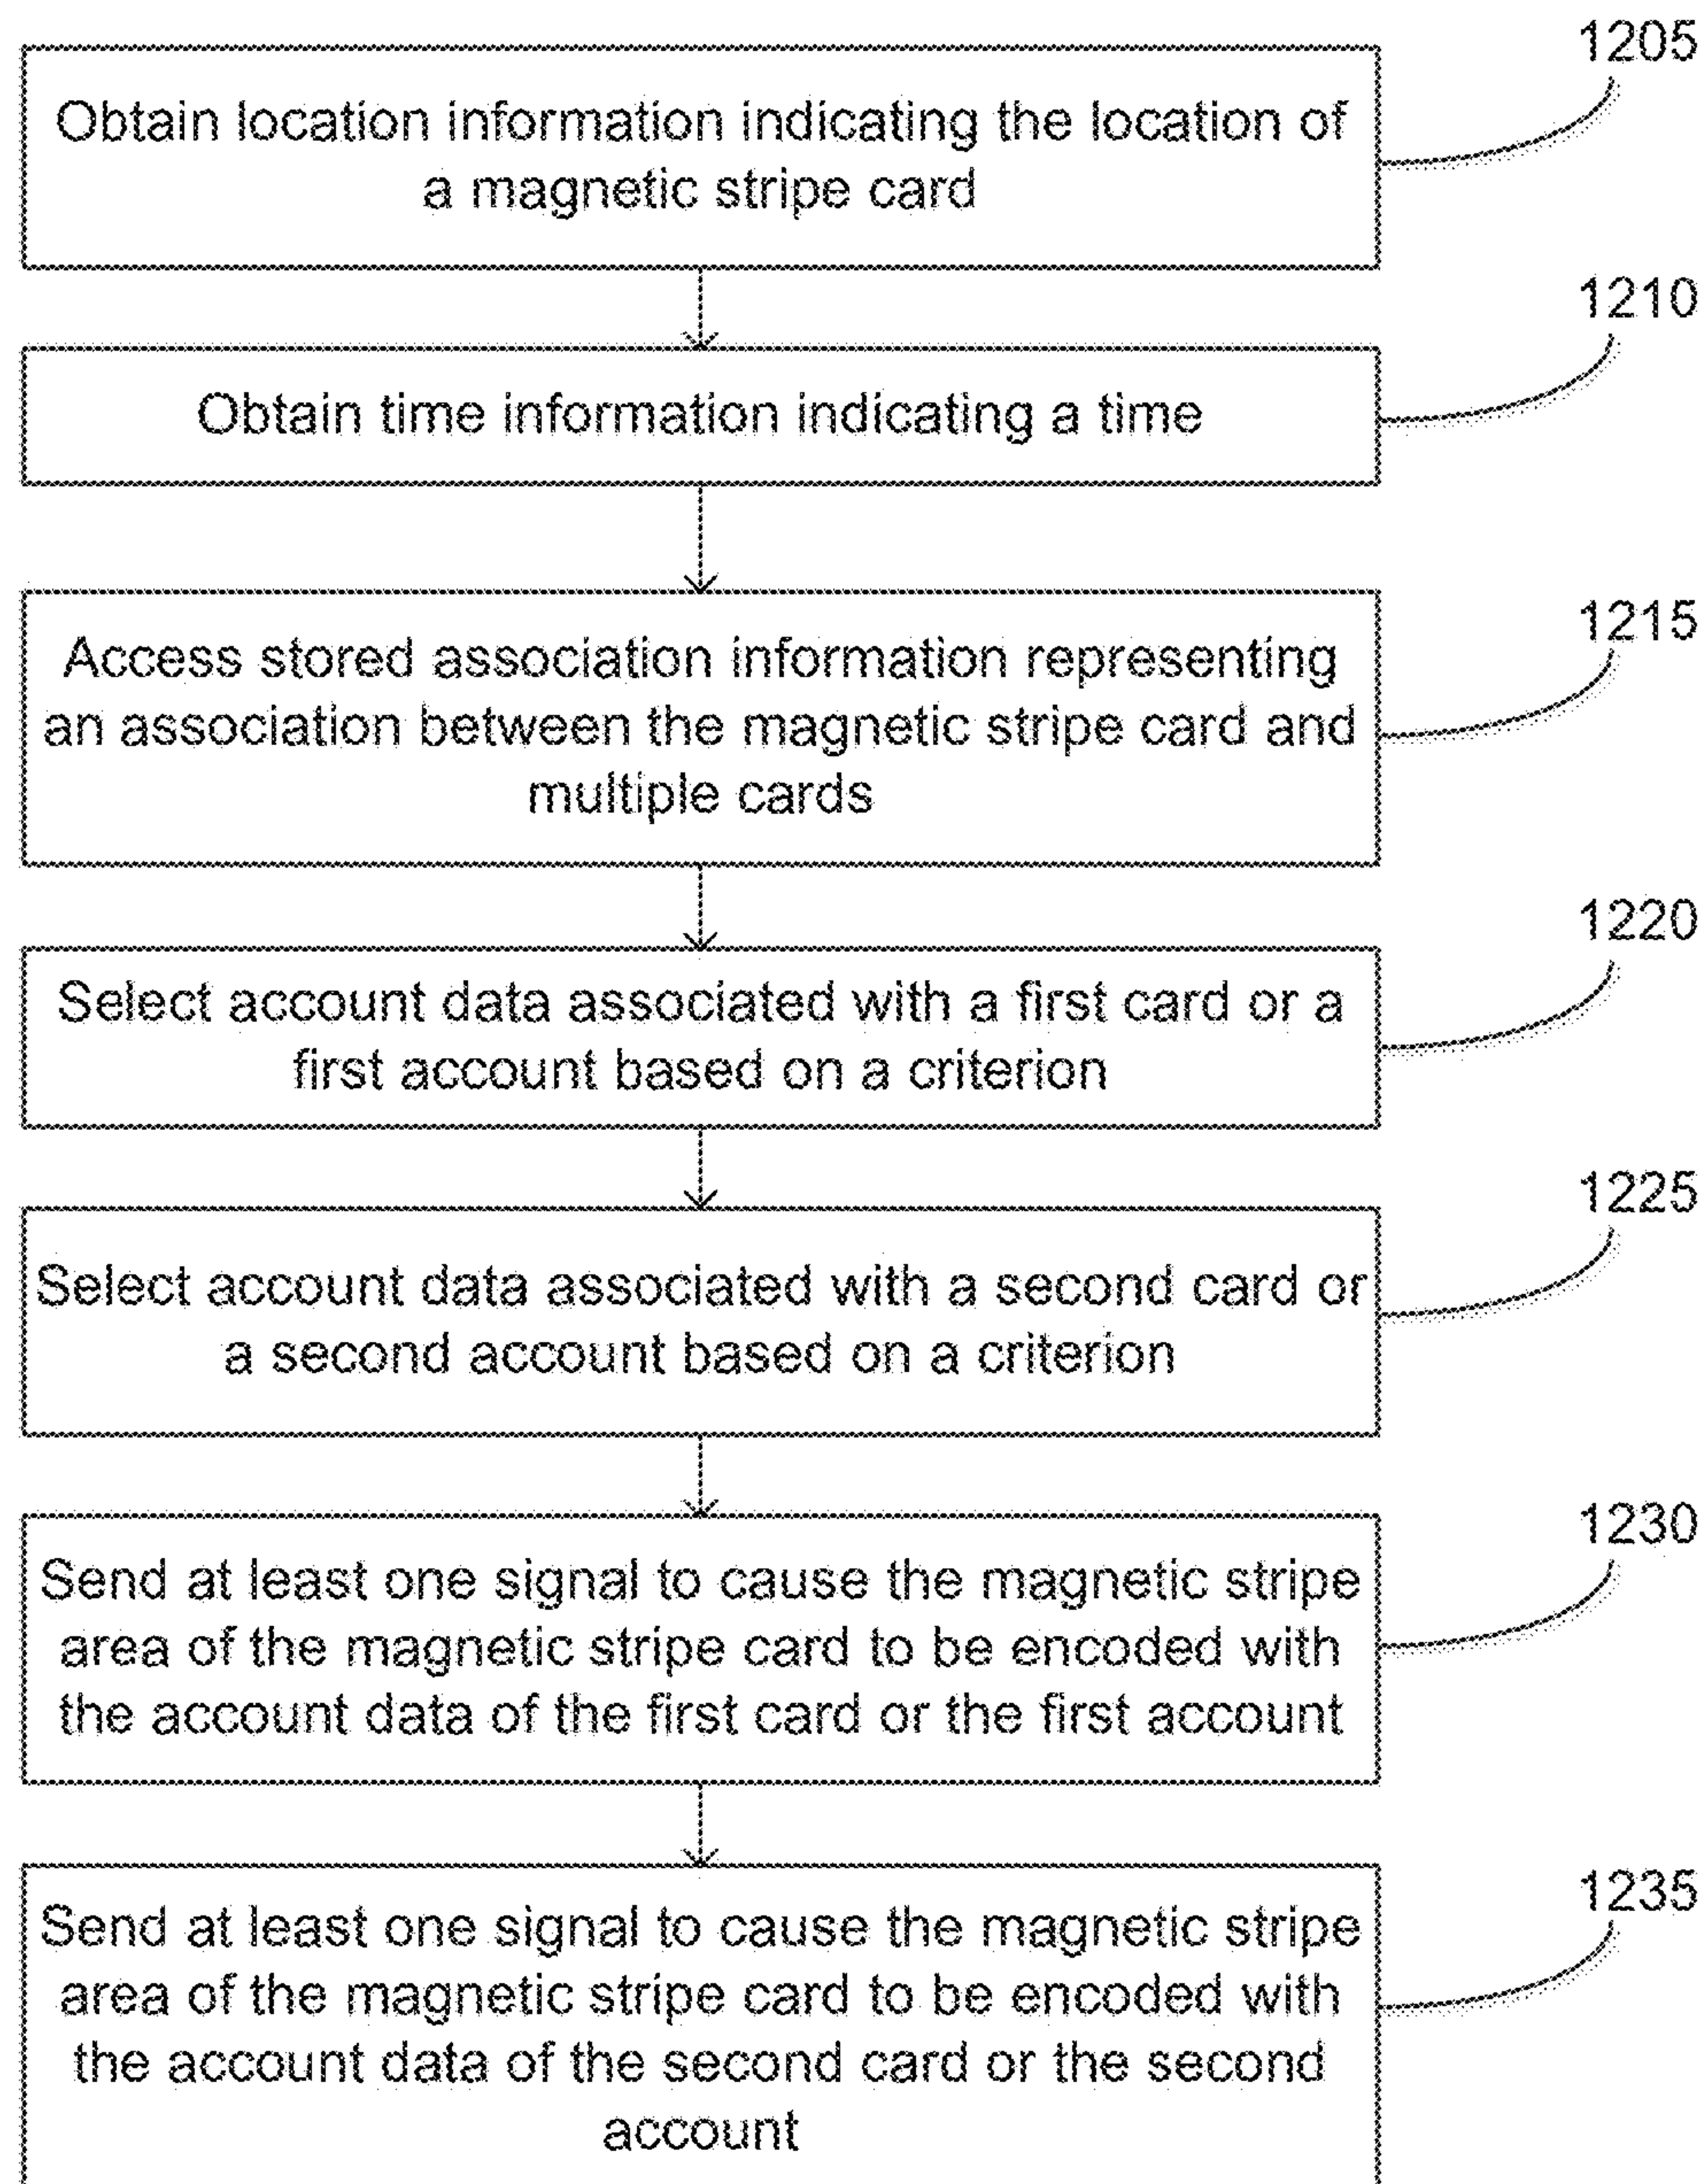 1205
Obtain location information indicating the location of
a magnetic stripe card
1210
Obtain time information indicating a time
1215
Access stored association information representing
an association between the magnetic stripe card and
multiple cards
1220
Select account data associated with a first card or a
first account based on a criterion
1225
Select account data associated with a second card or
a second account based on a criterion
1230
Send at least one signal to cause the magnetic stripe
area of the magnetic stripe card to be encoded with
the account data of the first card or the first account
1235
Send at least one signal to cause the magnetic stripe
area of the magnetic stripe card to be encoded with
the account data of the second card or the second
account